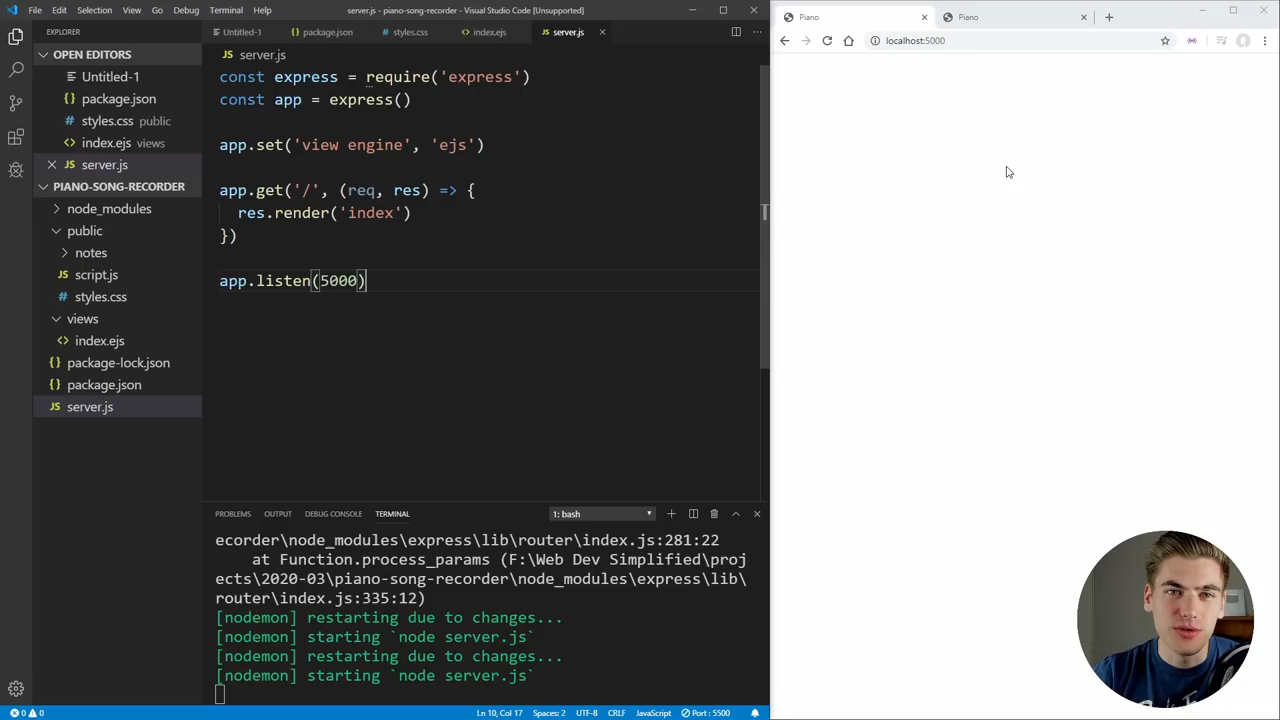 File Edit Selection View Go Debug Terminal Help
server.js - piano-song-recorder - Visual Studio Code [Unsupported]
EXPLORER
OPEN EDITORS
Untitled-1
package.json
styles.css public
index.ejs views
server.js
PIANO-SONG-RECORDER
node_modules
public
notes
script.js
styles.css
views
index.ejs
package-lock.json
package.json
server.js
Untitled-1 package.json styles.css index.ejs server.js
server.js
const express = require('express')
const app = express()
app.set('view engine', 'ejs')
app.get('/', (req, res) => {
res.render('index')
})
app.listen(5000)
PROBLEMS OUTPUT DEBUG CONSOLE TERMINAL 1: bash
ecorder\node_modules\express\lib\router\index.js:281:22
at Function.process_params (F:\Web Dev Simplified\proj
ects\2020-03\piano-song-recorder\node_modules\express\lib\
router\index.js:335:12)
[nodemon] restarting due to changes...
[nodemon] starting `node server.js`
[nodemon] restarting due to changes...
[nodemon] starting `node server.js`
0 0 Ln 10, Col 17 Spaces: 2 UTF-8 CRLF JavaScript Port : 5500
Piano Piano
localhost:5000